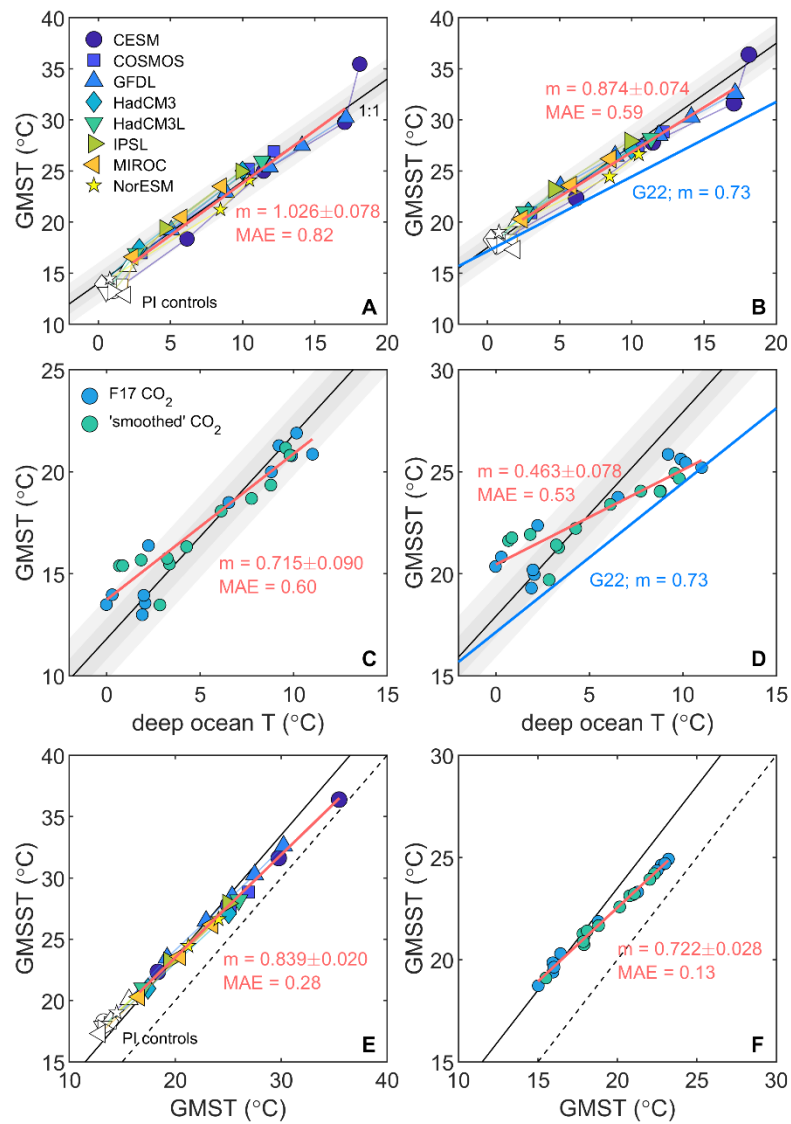 GMST (°C)
40
35
30
25
20
15
10
CESM
COSMOS
GFDL
HadCM3
HadCM3L
IPSL
MIROC
NorESM
1:1
m = 1.026±0.078
MAE = 0.82
PI controls
A
0 5 10 15 20
GMSST (°C)
40
35
30
25
20
15
10
m = 0.874±0.074
MAE = 0.59
G22; m = 0.73
B
0 5 10 15 20
GMST (°C)
25
20
15
10
F17 CO2
'smoothed' CO2
m = 0.715±0.090
MAE = 0.60
C
0 5 10 15
deep ocean T (°C)
GMSST (°C)
30
25
20
15
m = 0.463±0.078
MAE = 0.53
G22; m = 0.73
D
0 5 10 15
deep ocean T (°C)
GMSST (°C)
40
35
30
25
20
15
m = 0.839±0.020
MAE = 0.28
PI controls
E
10 20 30 40
GMST (°C)
GMSST (°C)
30
25
20
15
m = 0.722±0.028
MAE = 0.13
F
10 15 20 25 30
GMST (°C)